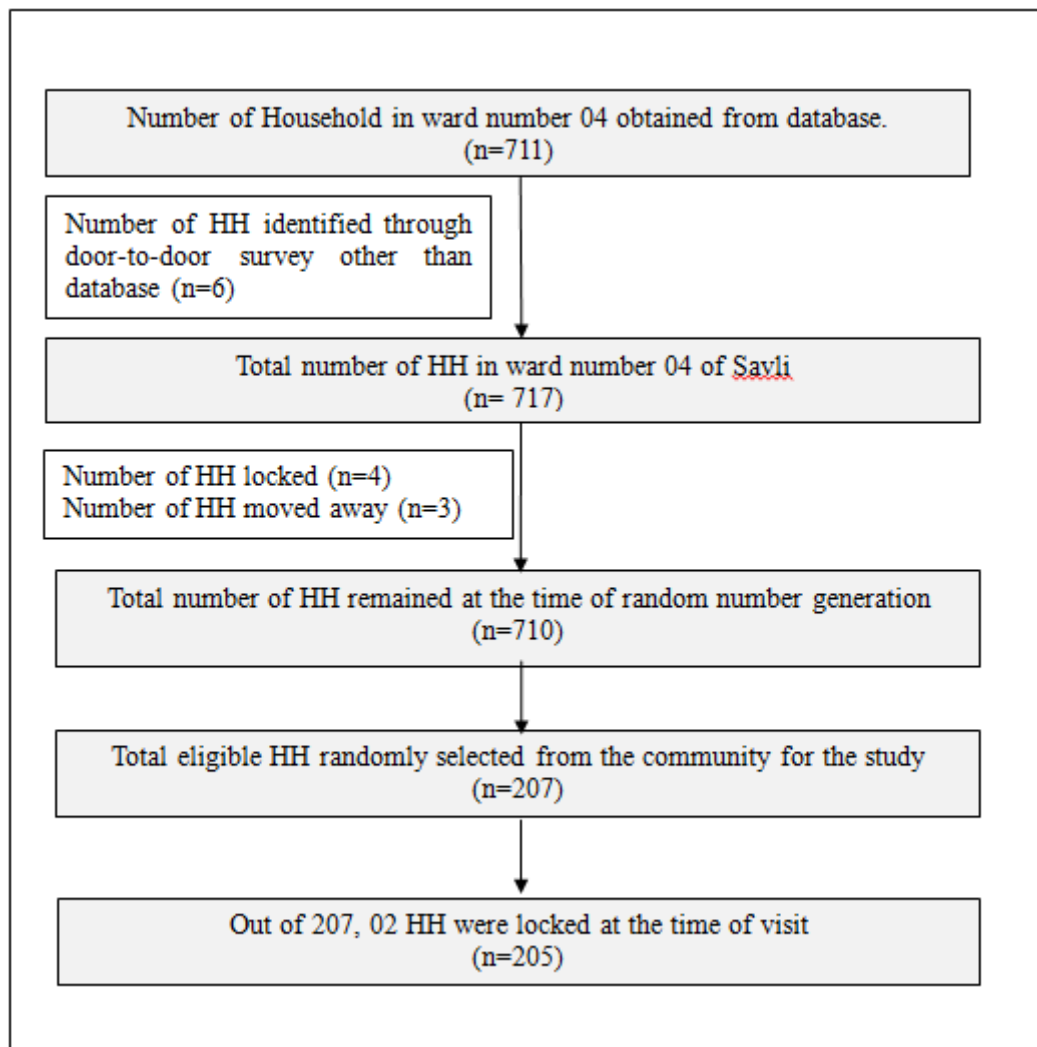 Number of Household in ward number 04 obtained from database.
(n=711)
Number of HH identified through
door-to-door survey other than
database (n=6)
Total number of HH in ward number 04 of Savli
(n= 717)
Number of HH locked (n=4)
Number of HH moved away (n=3)
Total number of HH remained at the time of random number generation
(n=710)
Total eligible HH randomly selected from the community for the study
(n=207)
Out of 207, 02 HH were locked at the time of visit
(n=205)